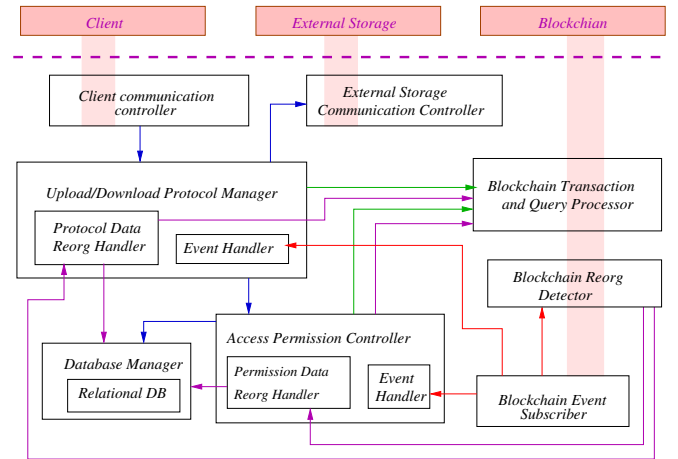 Client
External Storage
Blockchian
Client communication
controller
External Storage
Communication Controller
Upload/Download Protocol Manager
Protocol Data
Reorg Handler
Event Handler
Blockchain Transaction
and Query Processor
Blockchain Reorg
Detector
Access Permission Controller
Permission Data
Reorg Handler
Event
Handler
Database Manager
Relational DB
Blockchain Event
Subscriber